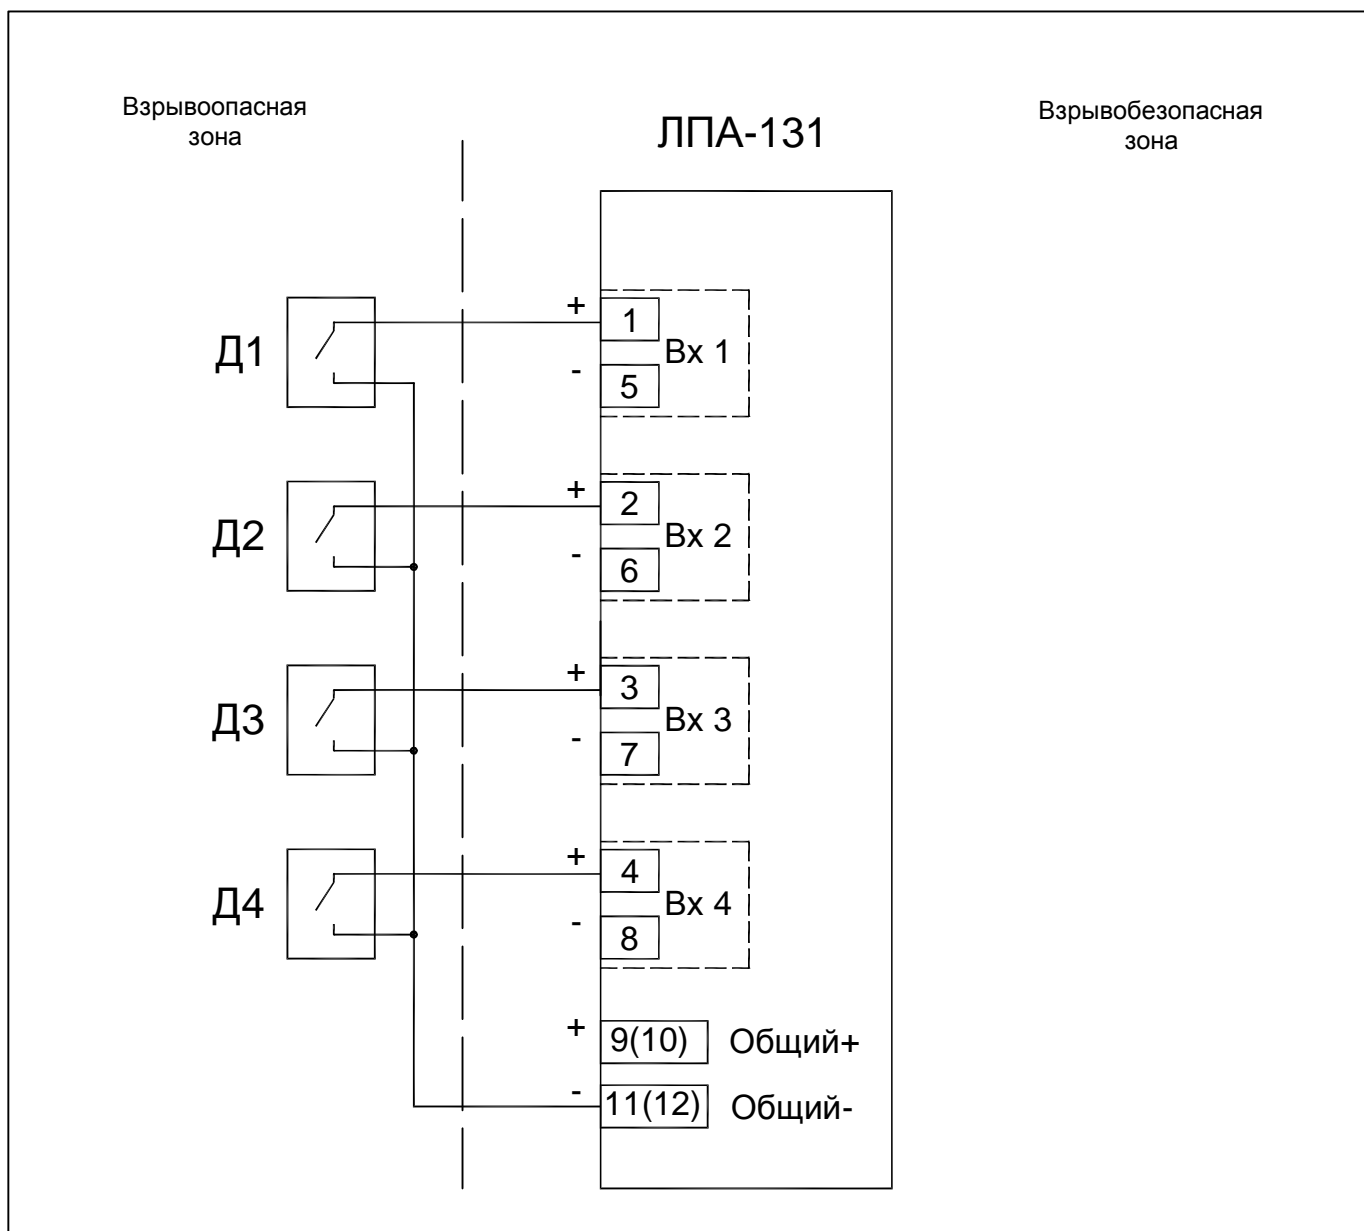 Взрывоопасная
зона
ЛПА-131
Взрывобезопасная
зона
Д1
+
1
Вх 1
-
5
Д2
+
2
Вх 2
-
6
Д3
+
3
Вх 3
-
7
Д4
+
4
Вх 4
-
8
+
9(10)
Общий+
-
11(12)
Общий-